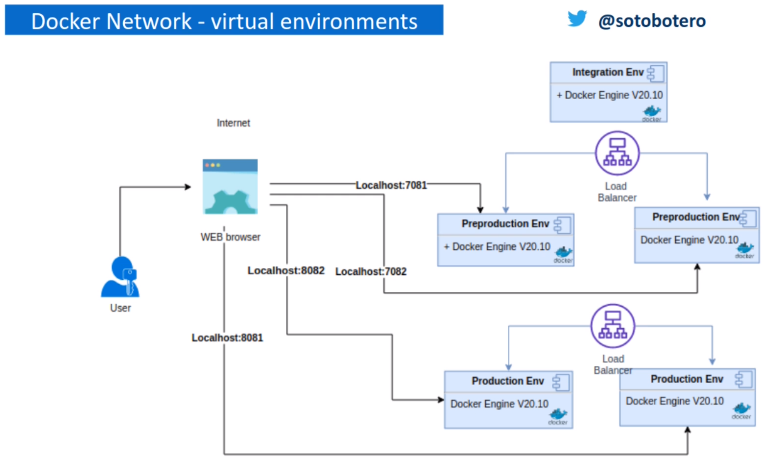 Docker Network - virtual environments
@sotobotero
Integration Env
+ Docker Engine V20.10
docker
Internet
Load
Balancer
Localhost:7081
WEB browser
Preproduction Env
+ Docker Engine V20.10
docker
Preproduction Env
Docker Engine V20.10
docker
Localhost:8082
Localhost:7082
User
Localhost:8081
Load
Balancer
Production Env
Docker Engine V20.10
docker
Production Env
Docker Engine V20.10
docker